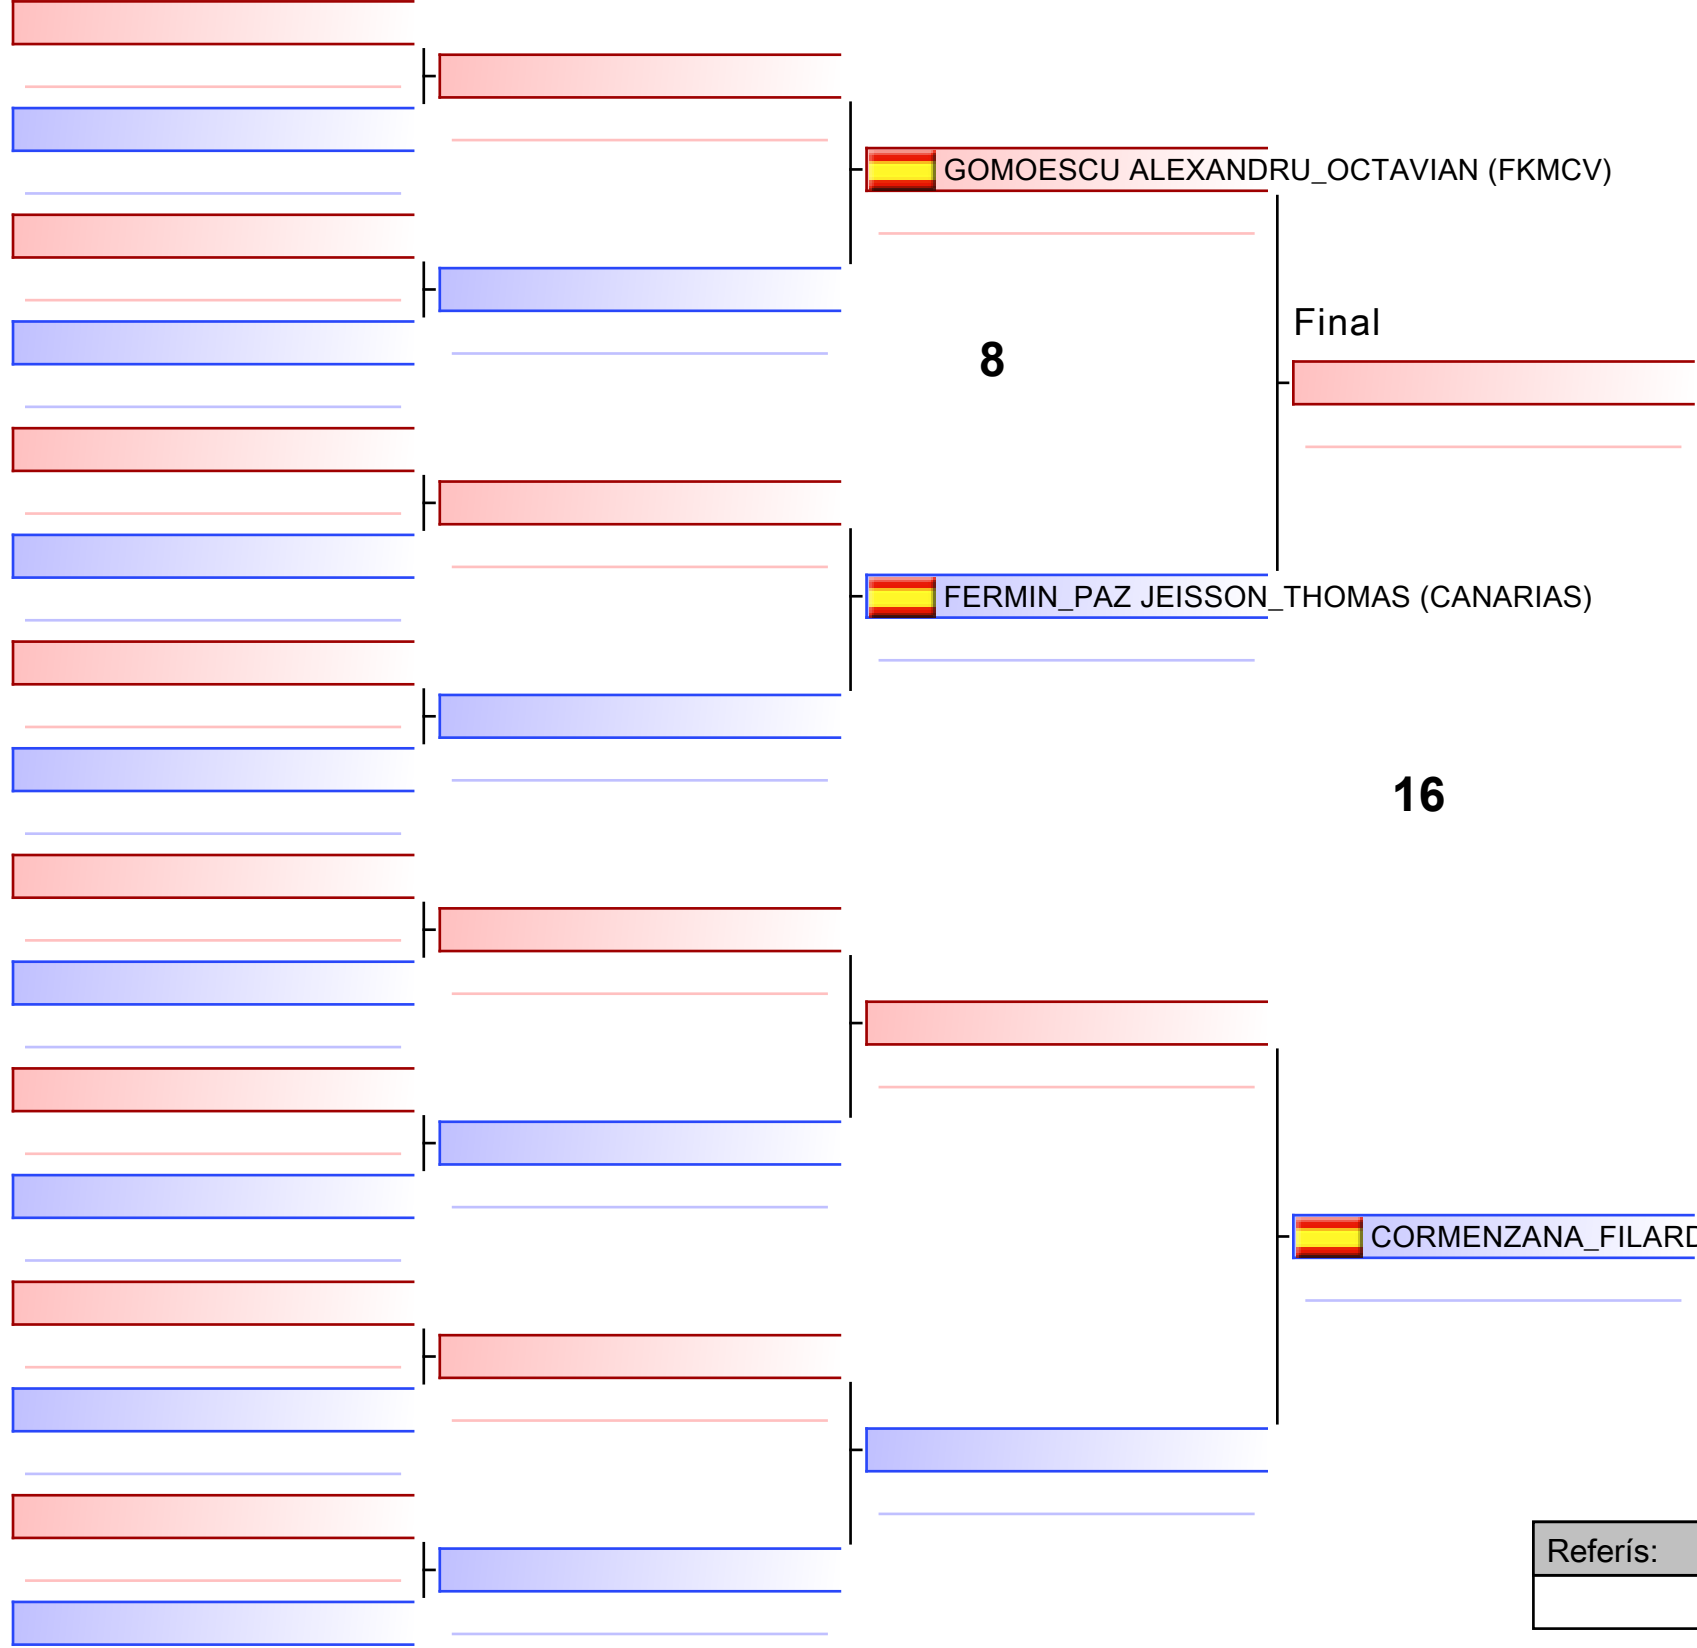 GOMOESCU ALEXANDRU_OCTAVIAN (FKMCV)
Final
8
FERMIN_PAZ JEISSON_THOMAS (CANARIAS)
16
CORMENZANA_FILARD
Referís: